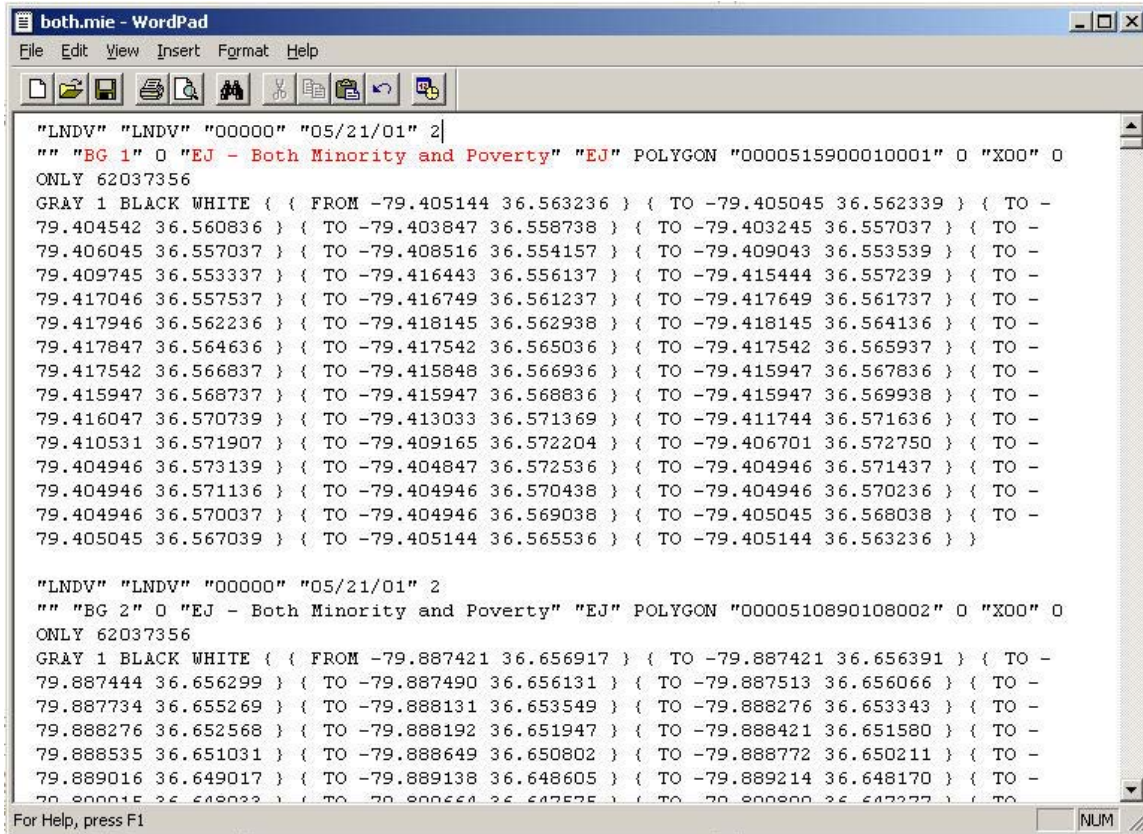 both.mie - WordPad
File Edit View Insert Format Help
"LNDV" "LNDV" "00000" "05/21/01" 2
"" "BG 1" 0 "EJ - Both Minority and Poverty" "EJ" POLYGON "0000515900010001" 0 "X00" 0
ONLY 62037356
GRAY 1 BLACK WHITE { { FROM -79.405144 36.563236 } { TO -79.405045 36.562339 } { TO -
79.404542 36.560836 } { TO -79.403847 36.558738 } { TO -79.403245 36.557037 } { TO -
79.406045 36.557037 } { TO -79.408516 36.554157 } { TO -79.409043 36.553539 } { TO -
79.409745 36.553337 } { TO -79.416443 36.556137 } { TO -79.415444 36.557239 } { TO -
79.417046 36.557537 } { TO -79.416749 36.561237 } { TO -79.417649 36.561737 } { TO -
79.417946 36.562236 } { TO -79.418145 36.562938 } { TO -79.418145 36.564136 } { TO -
79.417847 36.564636 } { TO -79.417542 36.565036 } { TO -79.417542 36.565937 } { TO -
79.417542 36.566837 } { TO -79.415848 36.566936 } { TO -79.415947 36.567836 } { TO -
79.415947 36.568737 } { TO -79.415947 36.568836 } { TO -79.415947 36.569938 } { TO -
79.416047 36.570739 } { TO -79.413033 36.571369 } { TO -79.411744 36.571636 } { TO -
79.410531 36.571907 } { TO -79.409165 36.572204 } { TO -79.406701 36.572750 } { TO -
79.404946 36.573139 } { TO -79.404847 36.572536 } { TO -79.404946 36.571437 } { TO -
79.404946 36.571136 } { TO -79.404946 36.570438 } { TO -79.404946 36.570236 } { TO -
79.404946 36.570037 } { TO -79.404946 36.569038 } { TO -79.405045 36.568038 } { TO -
79.405045 36.567039 } { TO -79.405144 36.565536 } { TO -79.405144 36.563236 } }
"LNDV" "LNDV" "00000" "05/21/01" 2
"" "BG 2" 0 "EJ - Both Minority and Poverty" "EJ" POLYGON "0000510890108002" 0 "X00" 0
ONLY 62037356
GRAY 1 BLACK WHITE { { FROM -79.887421 36.656917 } { TO -79.887421 36.656391 } { TO -
79.887444 36.656299 } { TO -79.887490 36.656131 } { TO -79.887513 36.656066 } { TO -
79.887734 36.655269 } { TO -79.888131 36.653549 } { TO -79.888276 36.653343 } { TO -
79.888276 36.652568 } { TO -79.888192 36.651947 } { TO -79.888421 36.651580 } { TO -
79.888535 36.651031 } { TO -79.888649 36.650802 } { TO -79.888772 36.650211 } { TO -
79.889016 36.649017 } { TO -79.889138 36.648605 } { TO -79.889214 36.648170 } { TO -
For Help, press F1
NUM